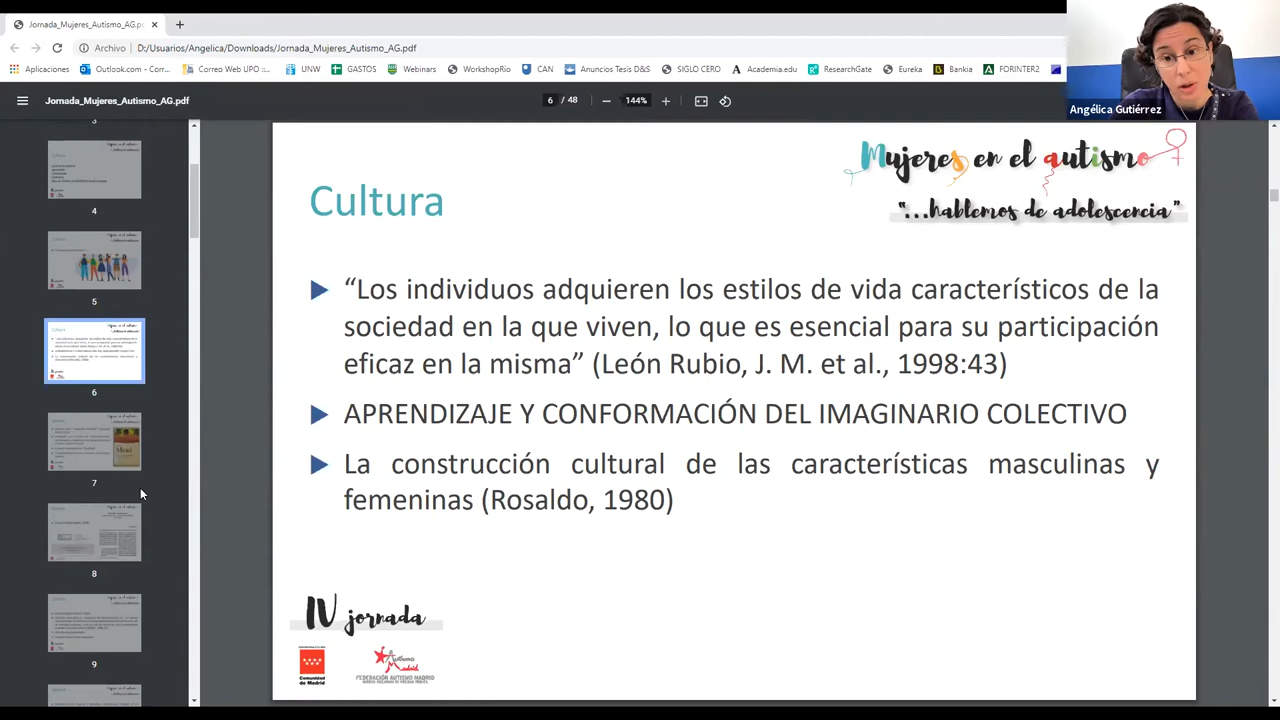 Jornada_Mujeres_Autismo_AG.pdf
Archivo D:/Usuarios/Angelica/Downloads/Jornada_Mujeres_Autismo_AG.pdf
Aplicaciones Outlook.com - Corr... Correo Web UPO ::... UNW GASTOS Webinars WorkshopRío CAN Anuncios Tesis D&S SIGLO CERO Academia.edu ResearchGate Eureka Bankia FORINTER2
Angélica Gutiérrez
Jornada_Mujeres_Autismo_AG.pdf
6 / 48 144%
3
4
5
6
7
8
9
Mujeres en el autismo
"...hablemos de adolescencia"
Cultura
“Los individuos adquieren los estilos de vida característicos de la
sociedad en la que viven, lo que es esencial para su participación
eficaz en la misma” (León Rubio, J. M. et al., 1998:43)
APRENDIZAJE Y CONFORMACIÓN DEL IMAGINARIO COLECTIVO
La construcción cultural de las características masculinas y
femeninas (Rosaldo, 1980)
IV jornada
Comunidad
de Madrid
Autismo
Madrid
FEDERACIÓN AUTISMO MADRID